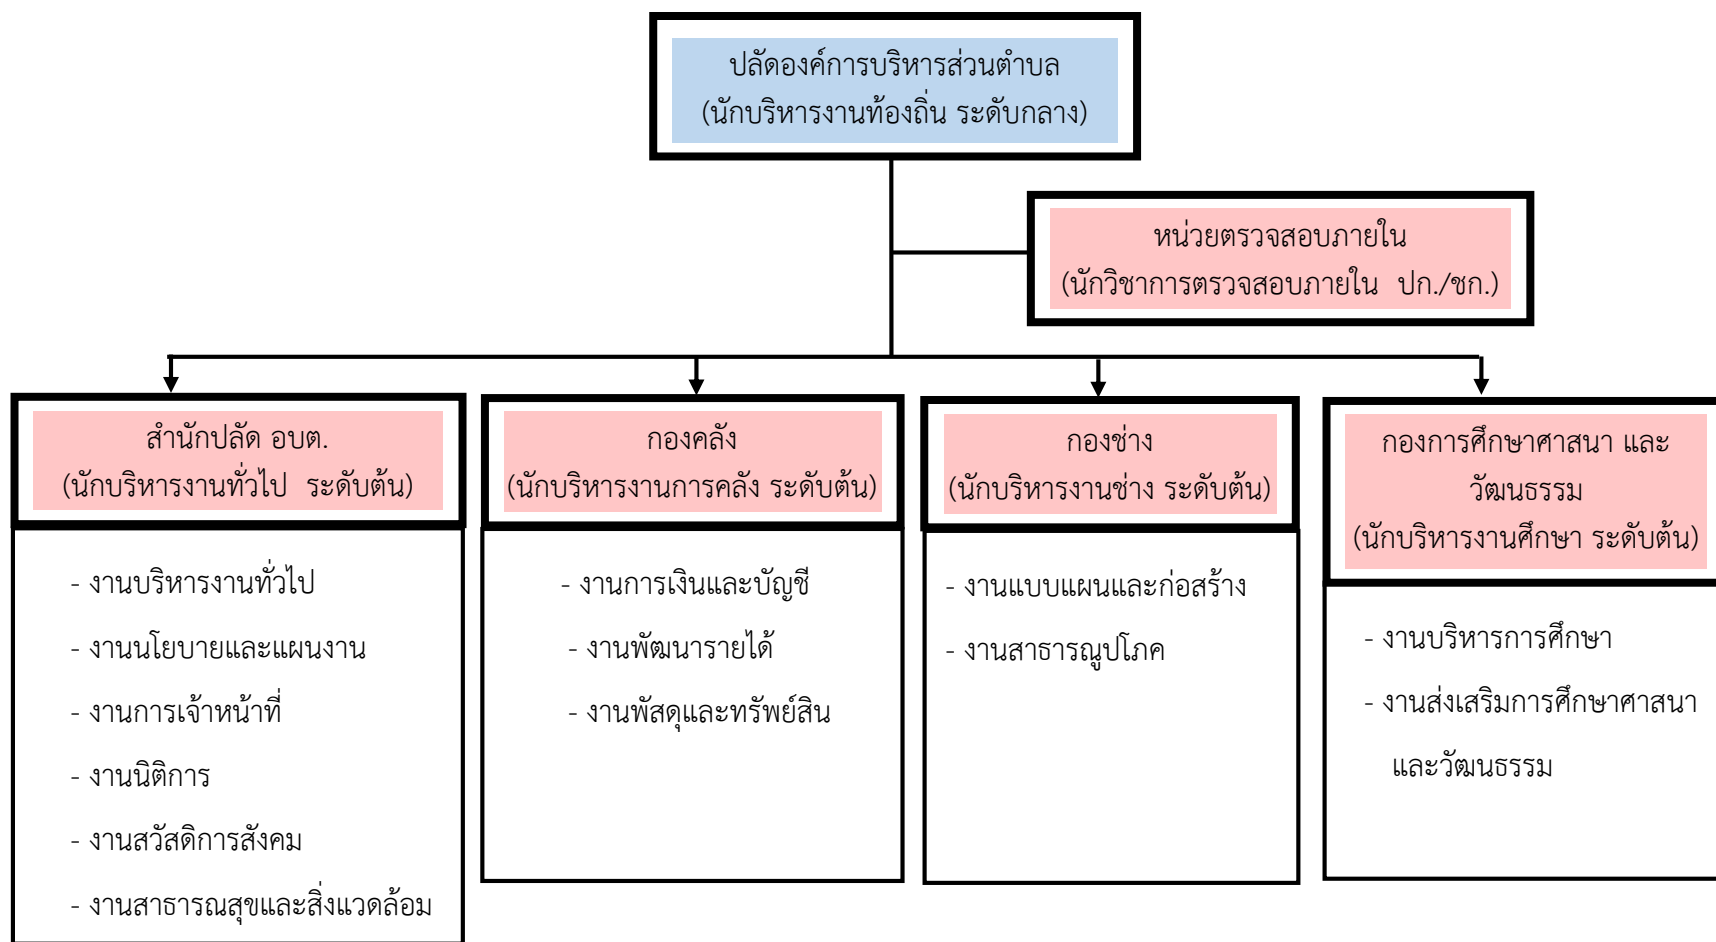 ปลัดองค์การบริหารส่วนตำบล
(นักบริหารงานท้องถิ่น ระดับกลาง)
หน่วยตรวจสอบภายใน
(นักวิชาการตรวจสอบภายใน ปก./ชก.)
สำนักปลัด อบต.
(นักบริหารงานทั่วไป ระดับต้น)
- งานบริหารงานทั่วไป
- งานนโยบายและแผนงาน
- งานการเจ้าหน้าที่
- งานนิติการ
- งานสวัสดิการสังคม
- งานสาธารณสุขและสิ่งแวดล้อม
กองคลัง
(นักบริหารงานการคลัง ระดับต้น)
- งานการเงินและบัญชี
- งานพัฒนารายได้
- งานพัสดุและทรัพย์สิน
กองช่าง
(นักบริหารงานช่าง ระดับต้น)
- งานแบบแผนและก่อสร้าง
- งานสาธารณูปโภค
กองการศึกษาศาสนา และ
วัฒนธรรม
(นักบริหารงานศึกษา ระดับต้น)
- งานบริหารการศึกษา
- งานส่งเสริมการศึกษาศาสนา
และวัฒนธรรม